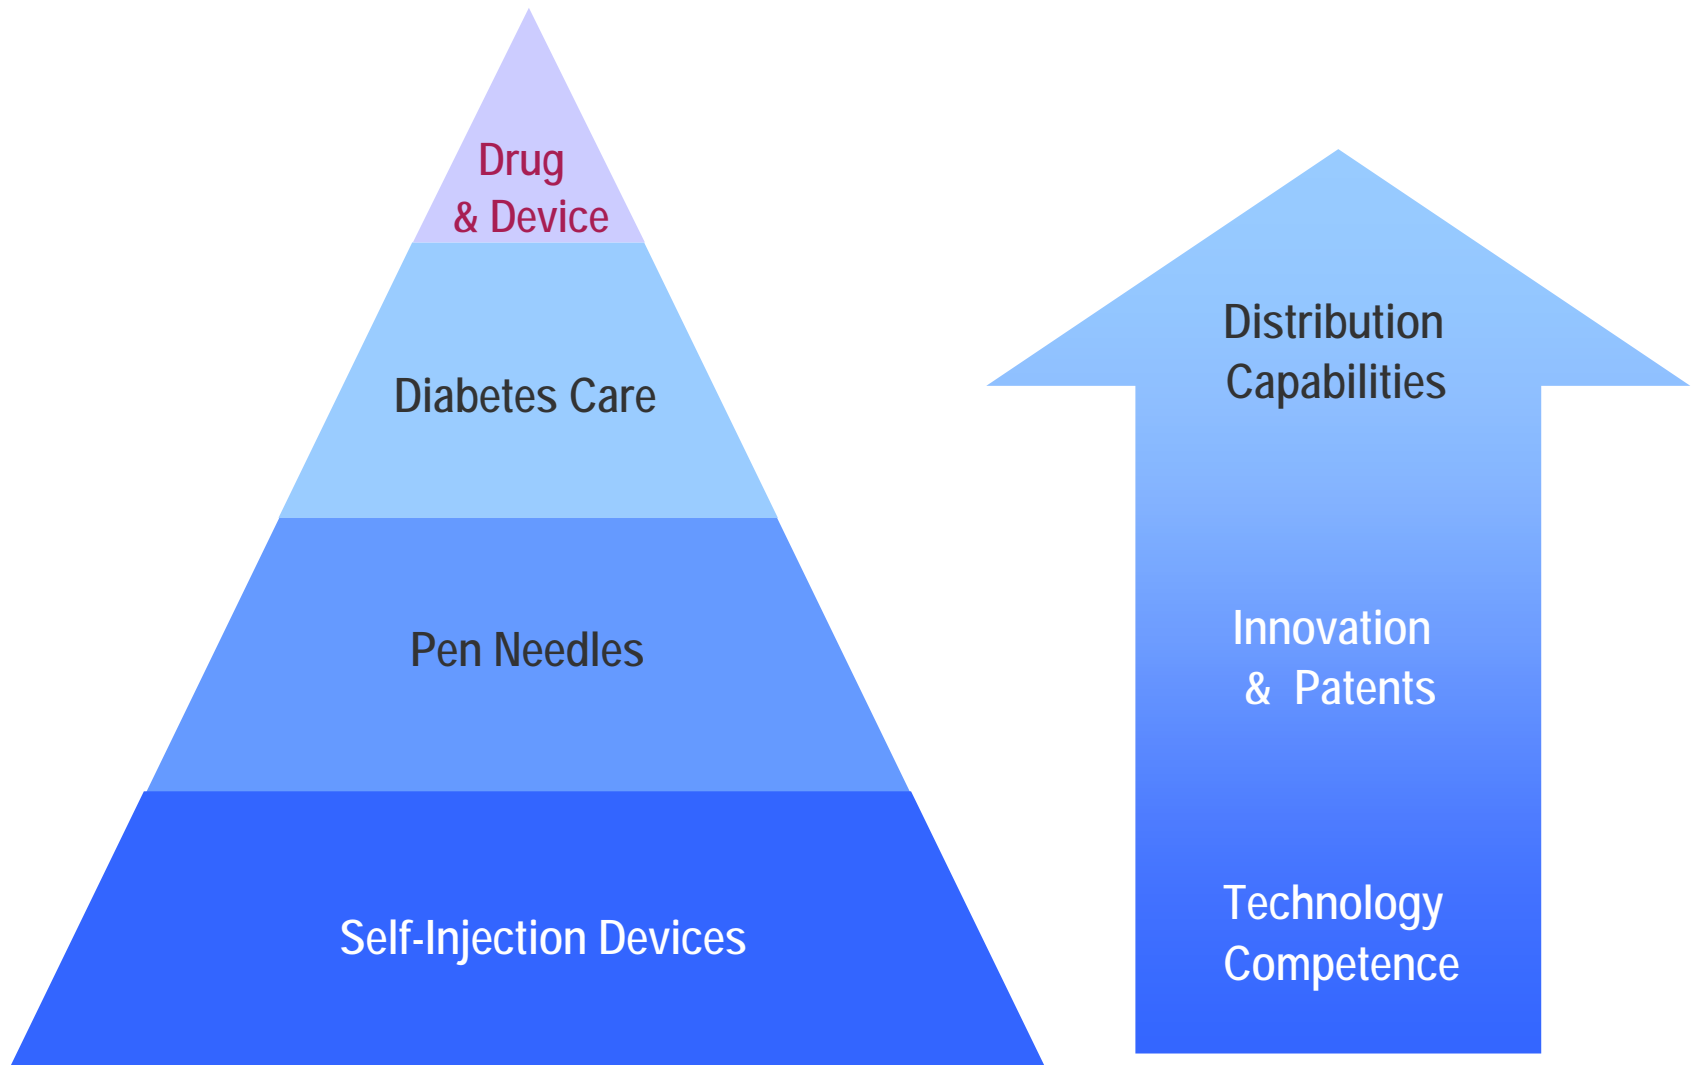 Drug
& Device
Diabetes Care
Pen Needles
Self-Injection Devices
Distribution
Capabilities
Innovation
& Patents
Technology
Competence